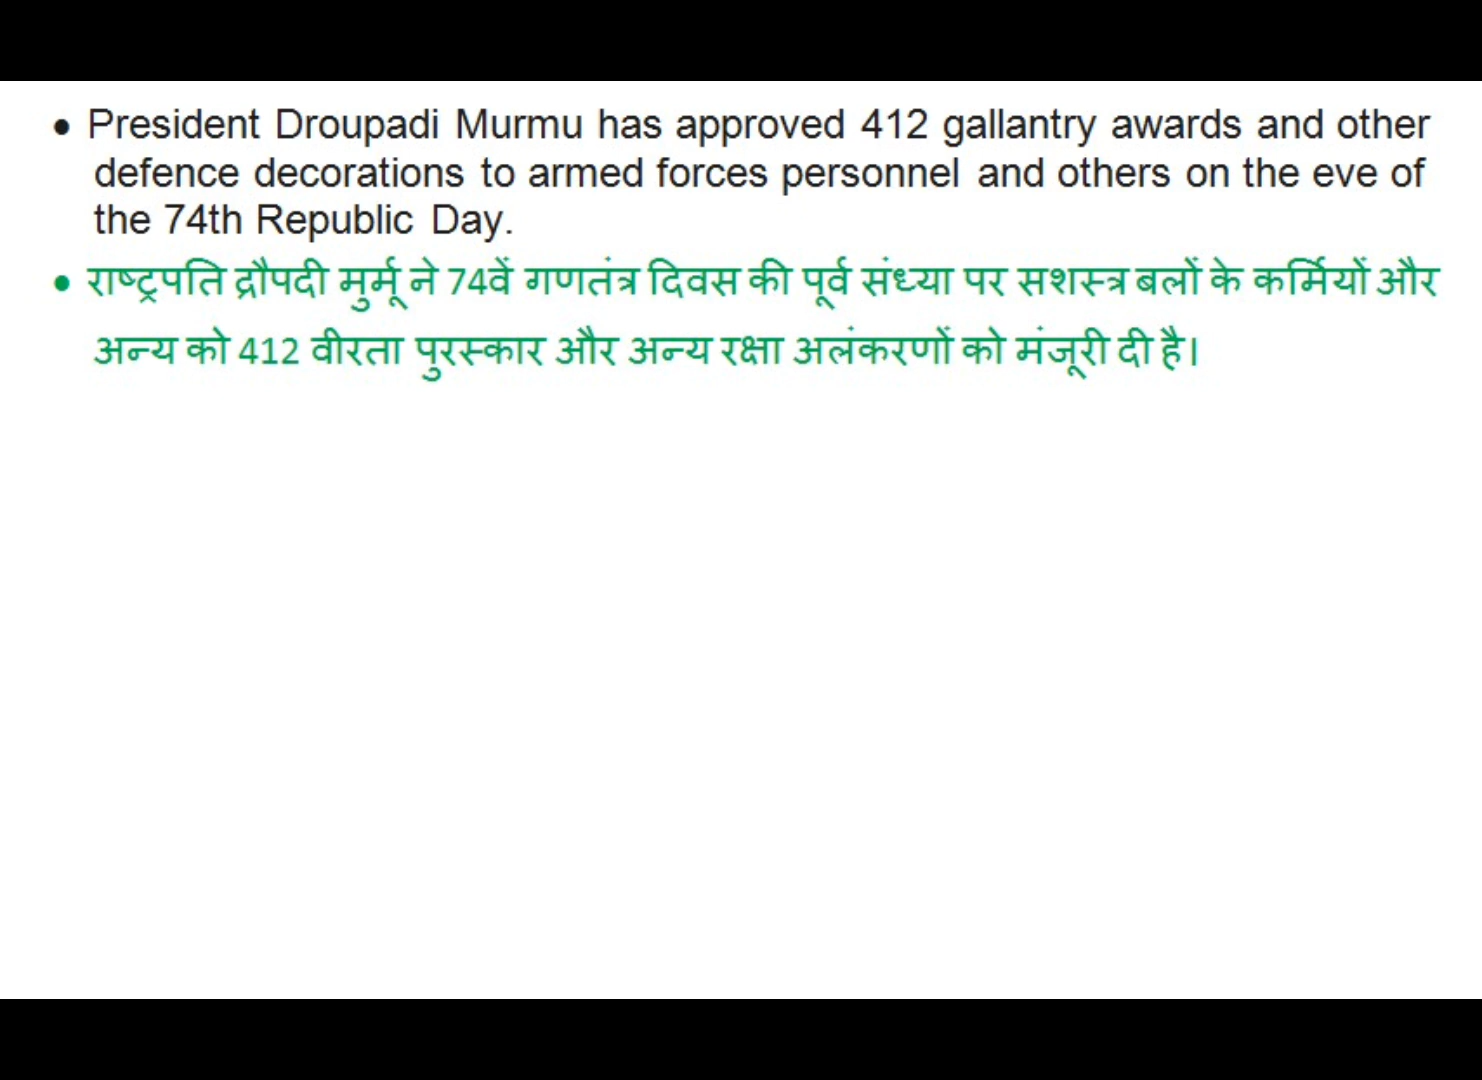 • President Droupadi Murmu has approved 412 gallantry awards and other
defence decorations to armed forces personnel and others on the eve of
the 74th Republic Day.
• राष्ट्रपति द्रौपदी मुर्मू ने 74वें गणतंत्र दिवस की पूर्व संध्या पर सशस्त्र बलों के कर्मियों और
अन्य को 412 वीरता पुरस्कार और अन्य रक्षा अलंकरणों को मंजूरी दी है।